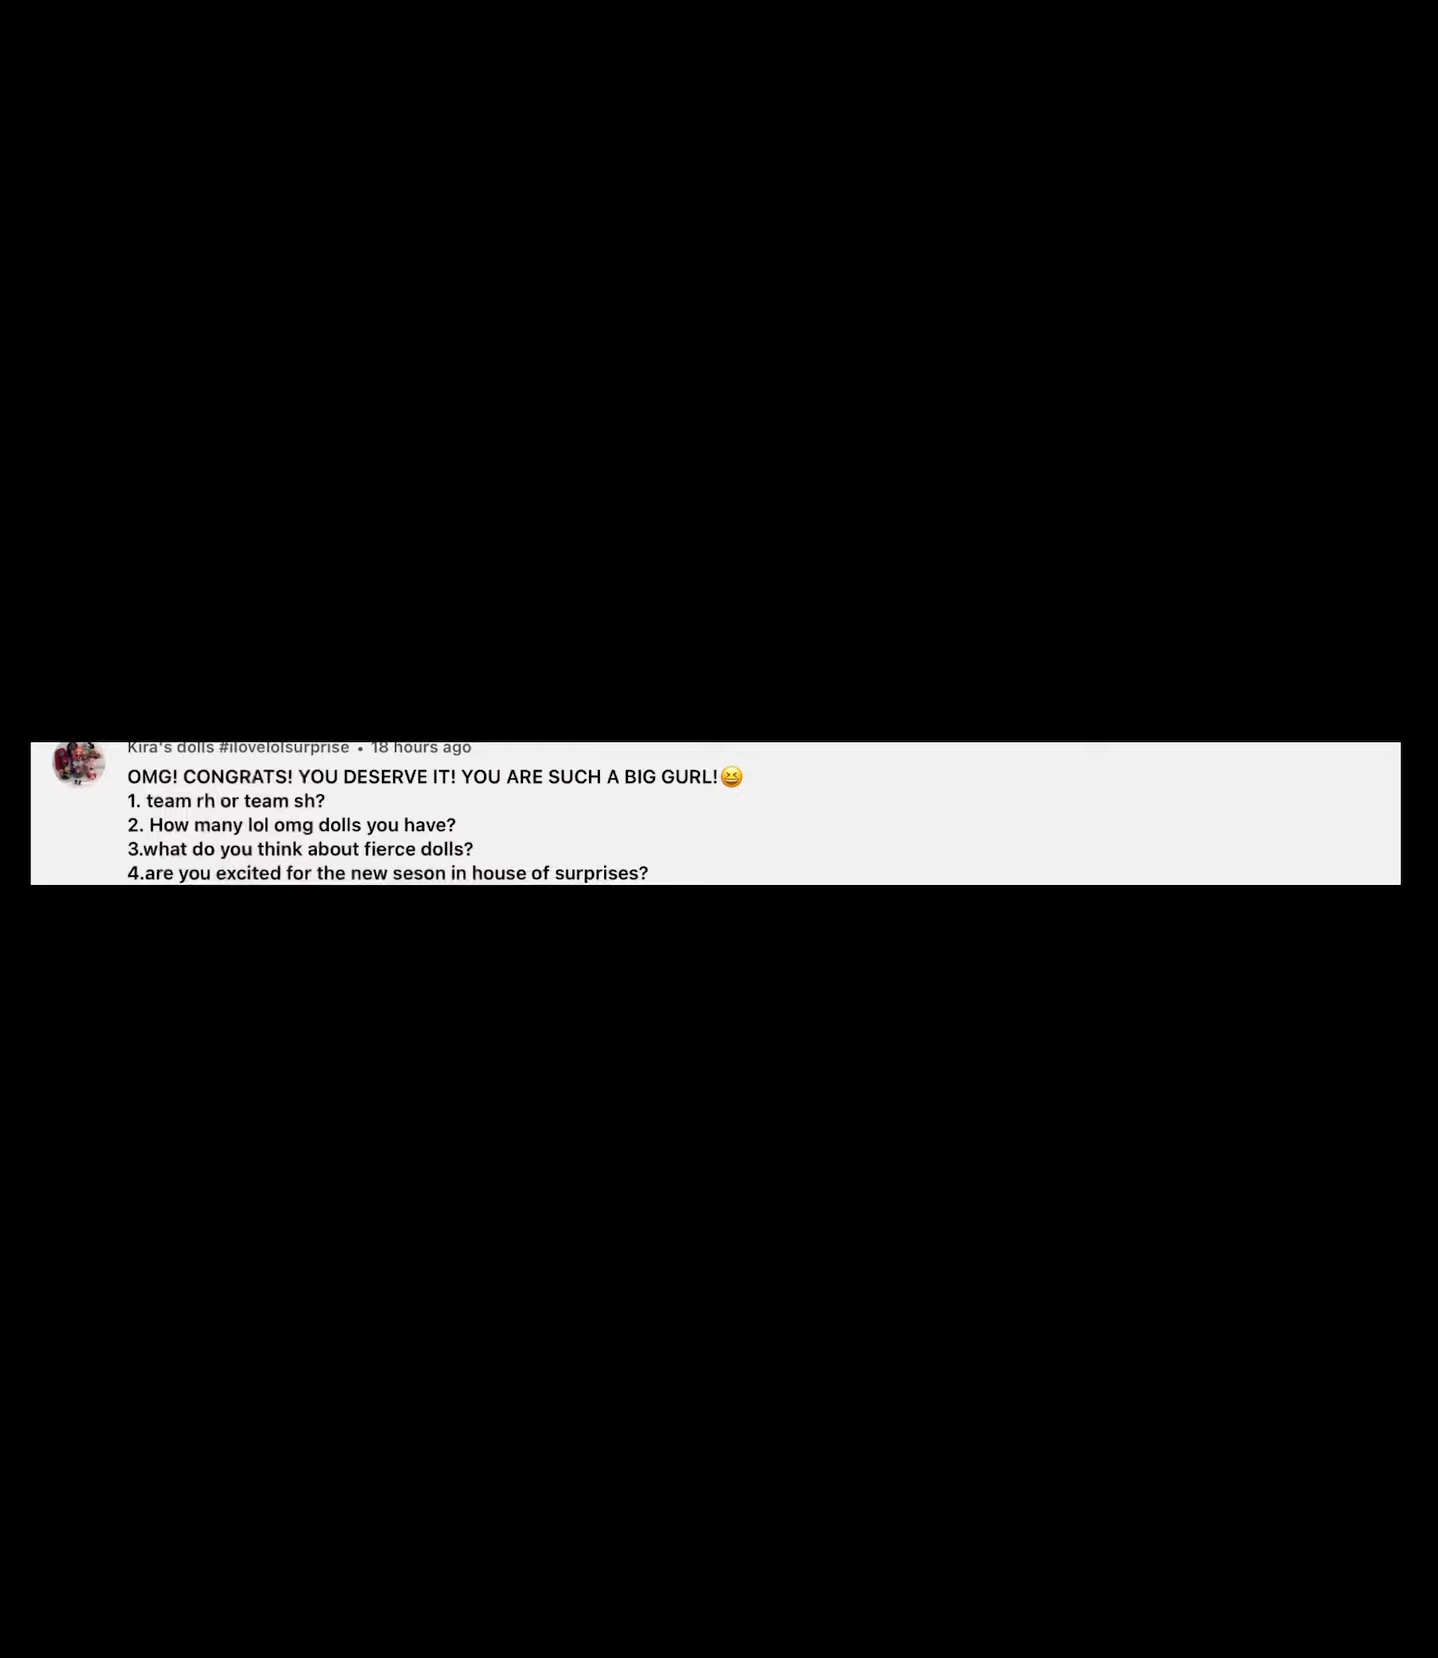 Kira's dolls #ilovelolsurprise • 18 hours ago
OMG! CONGRATS! YOU DESERVE IT! YOU ARE SUCH A BIG GURL!😆
1. team rh or team sh?
2. How many lol omg dolls you have?
3.what do you think about fierce dolls?
4.are you excited for the new seson in house of surprises?